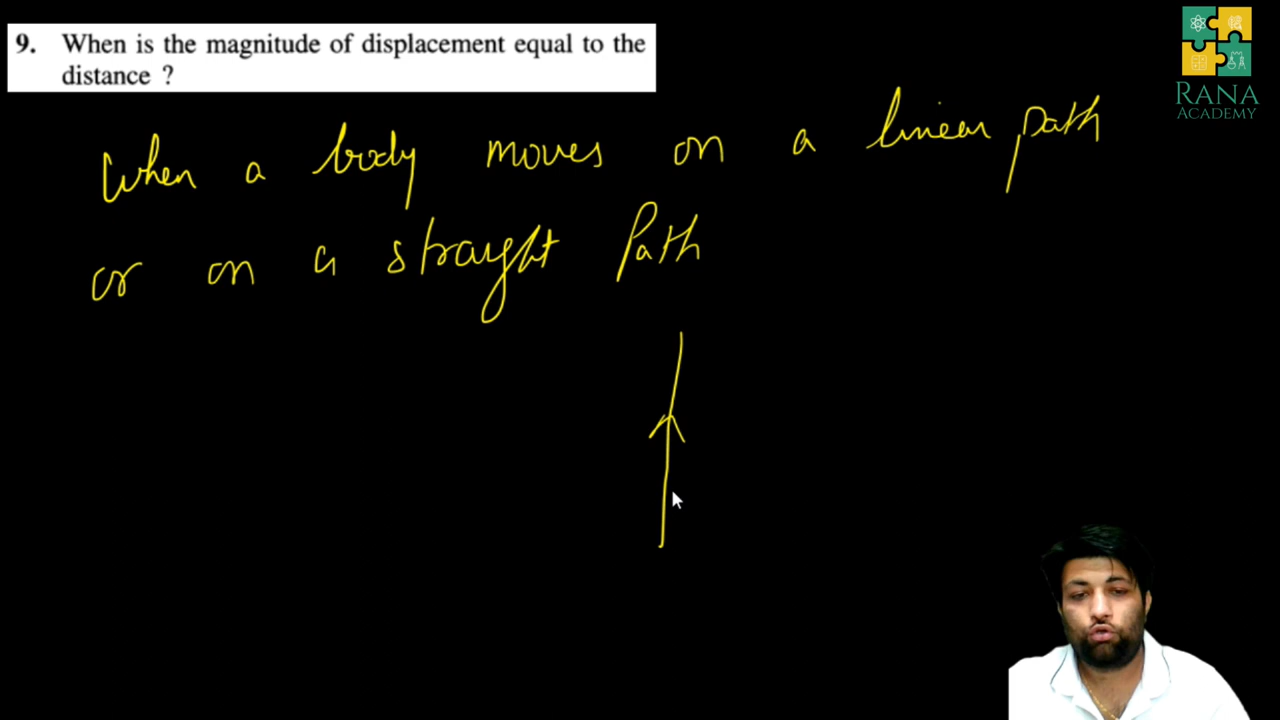 9. When is the magnitude of displacement equal to the
distance ?
RANA
ACADEMY
When a body moves on a linear path
or on a straight Path